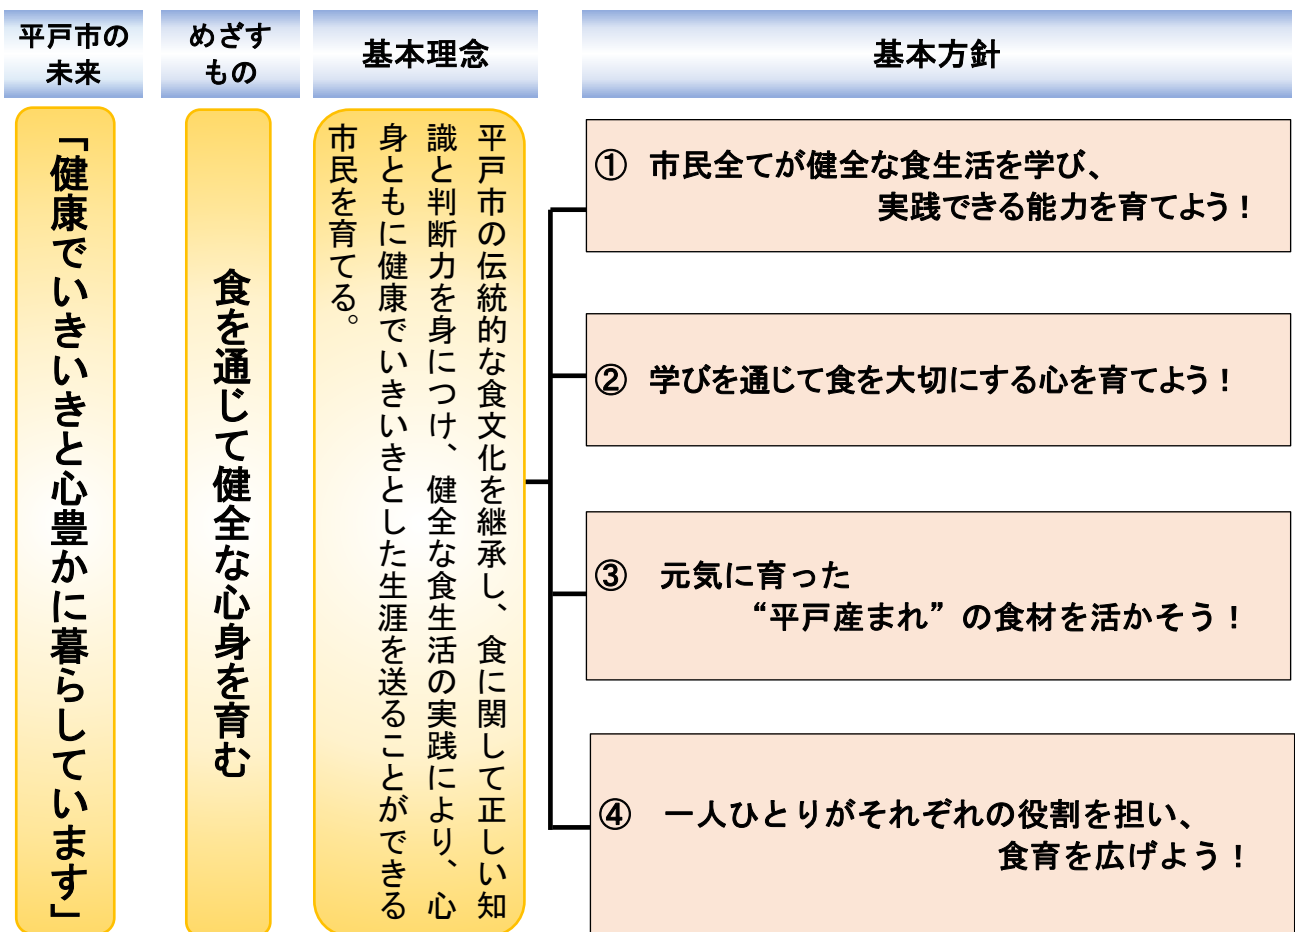 平戸市の
未来
めざす
もの
基本理念
基本方針
「健康でいきいきと心豊かに暮らしています」
食を通じて健全な心身を育む
平戸市の伝統的な食文化を継承し、食に関して正しい知
識と判断力を身につけ、健全な食生活の実践により、心
身ともに健康でいきいきとした生涯を送ることができる
市民を育てる。
① 市民全てが健全な食生活を学び、
実践できる能力を育てよう！
② 学びを通じて食を大切にする心を育てよう！
③ 元気に育った
“平戸産まれ”の食材を活かそう！
④ 一人ひとりがそれぞれの役割を担い、
食育を広げよう！